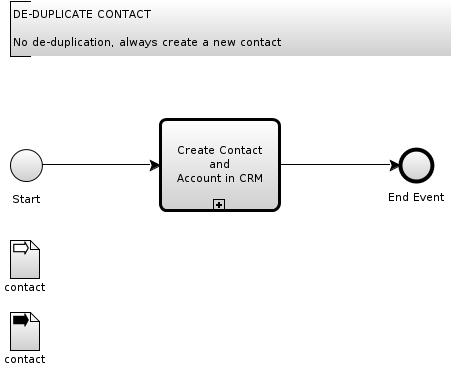 DE-DUPLICATE CONTACT
No de-duplication, always create a new contact
Create Contact
and
Account in CRM
Start
End Event
contact
contact